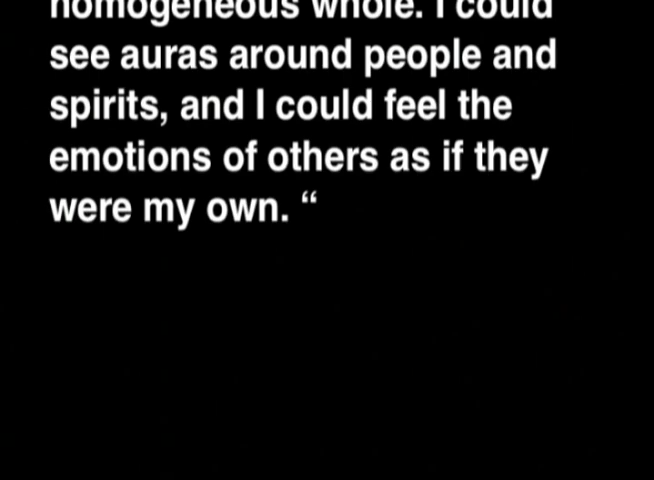 homogeneous whole. I could
see auras around people and
spirits, and I could feel the
emotions of others as if they
were my own. “